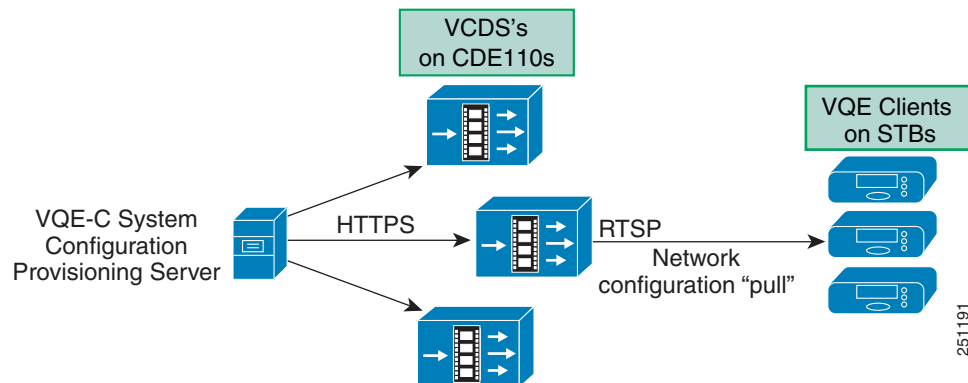 VCDS's
on CDE110s
VQE Clients
on STBs
VQE-C System
Configuration
Provisioning Server
HTTPS
RTSP
Network
configuration “pull”
251191